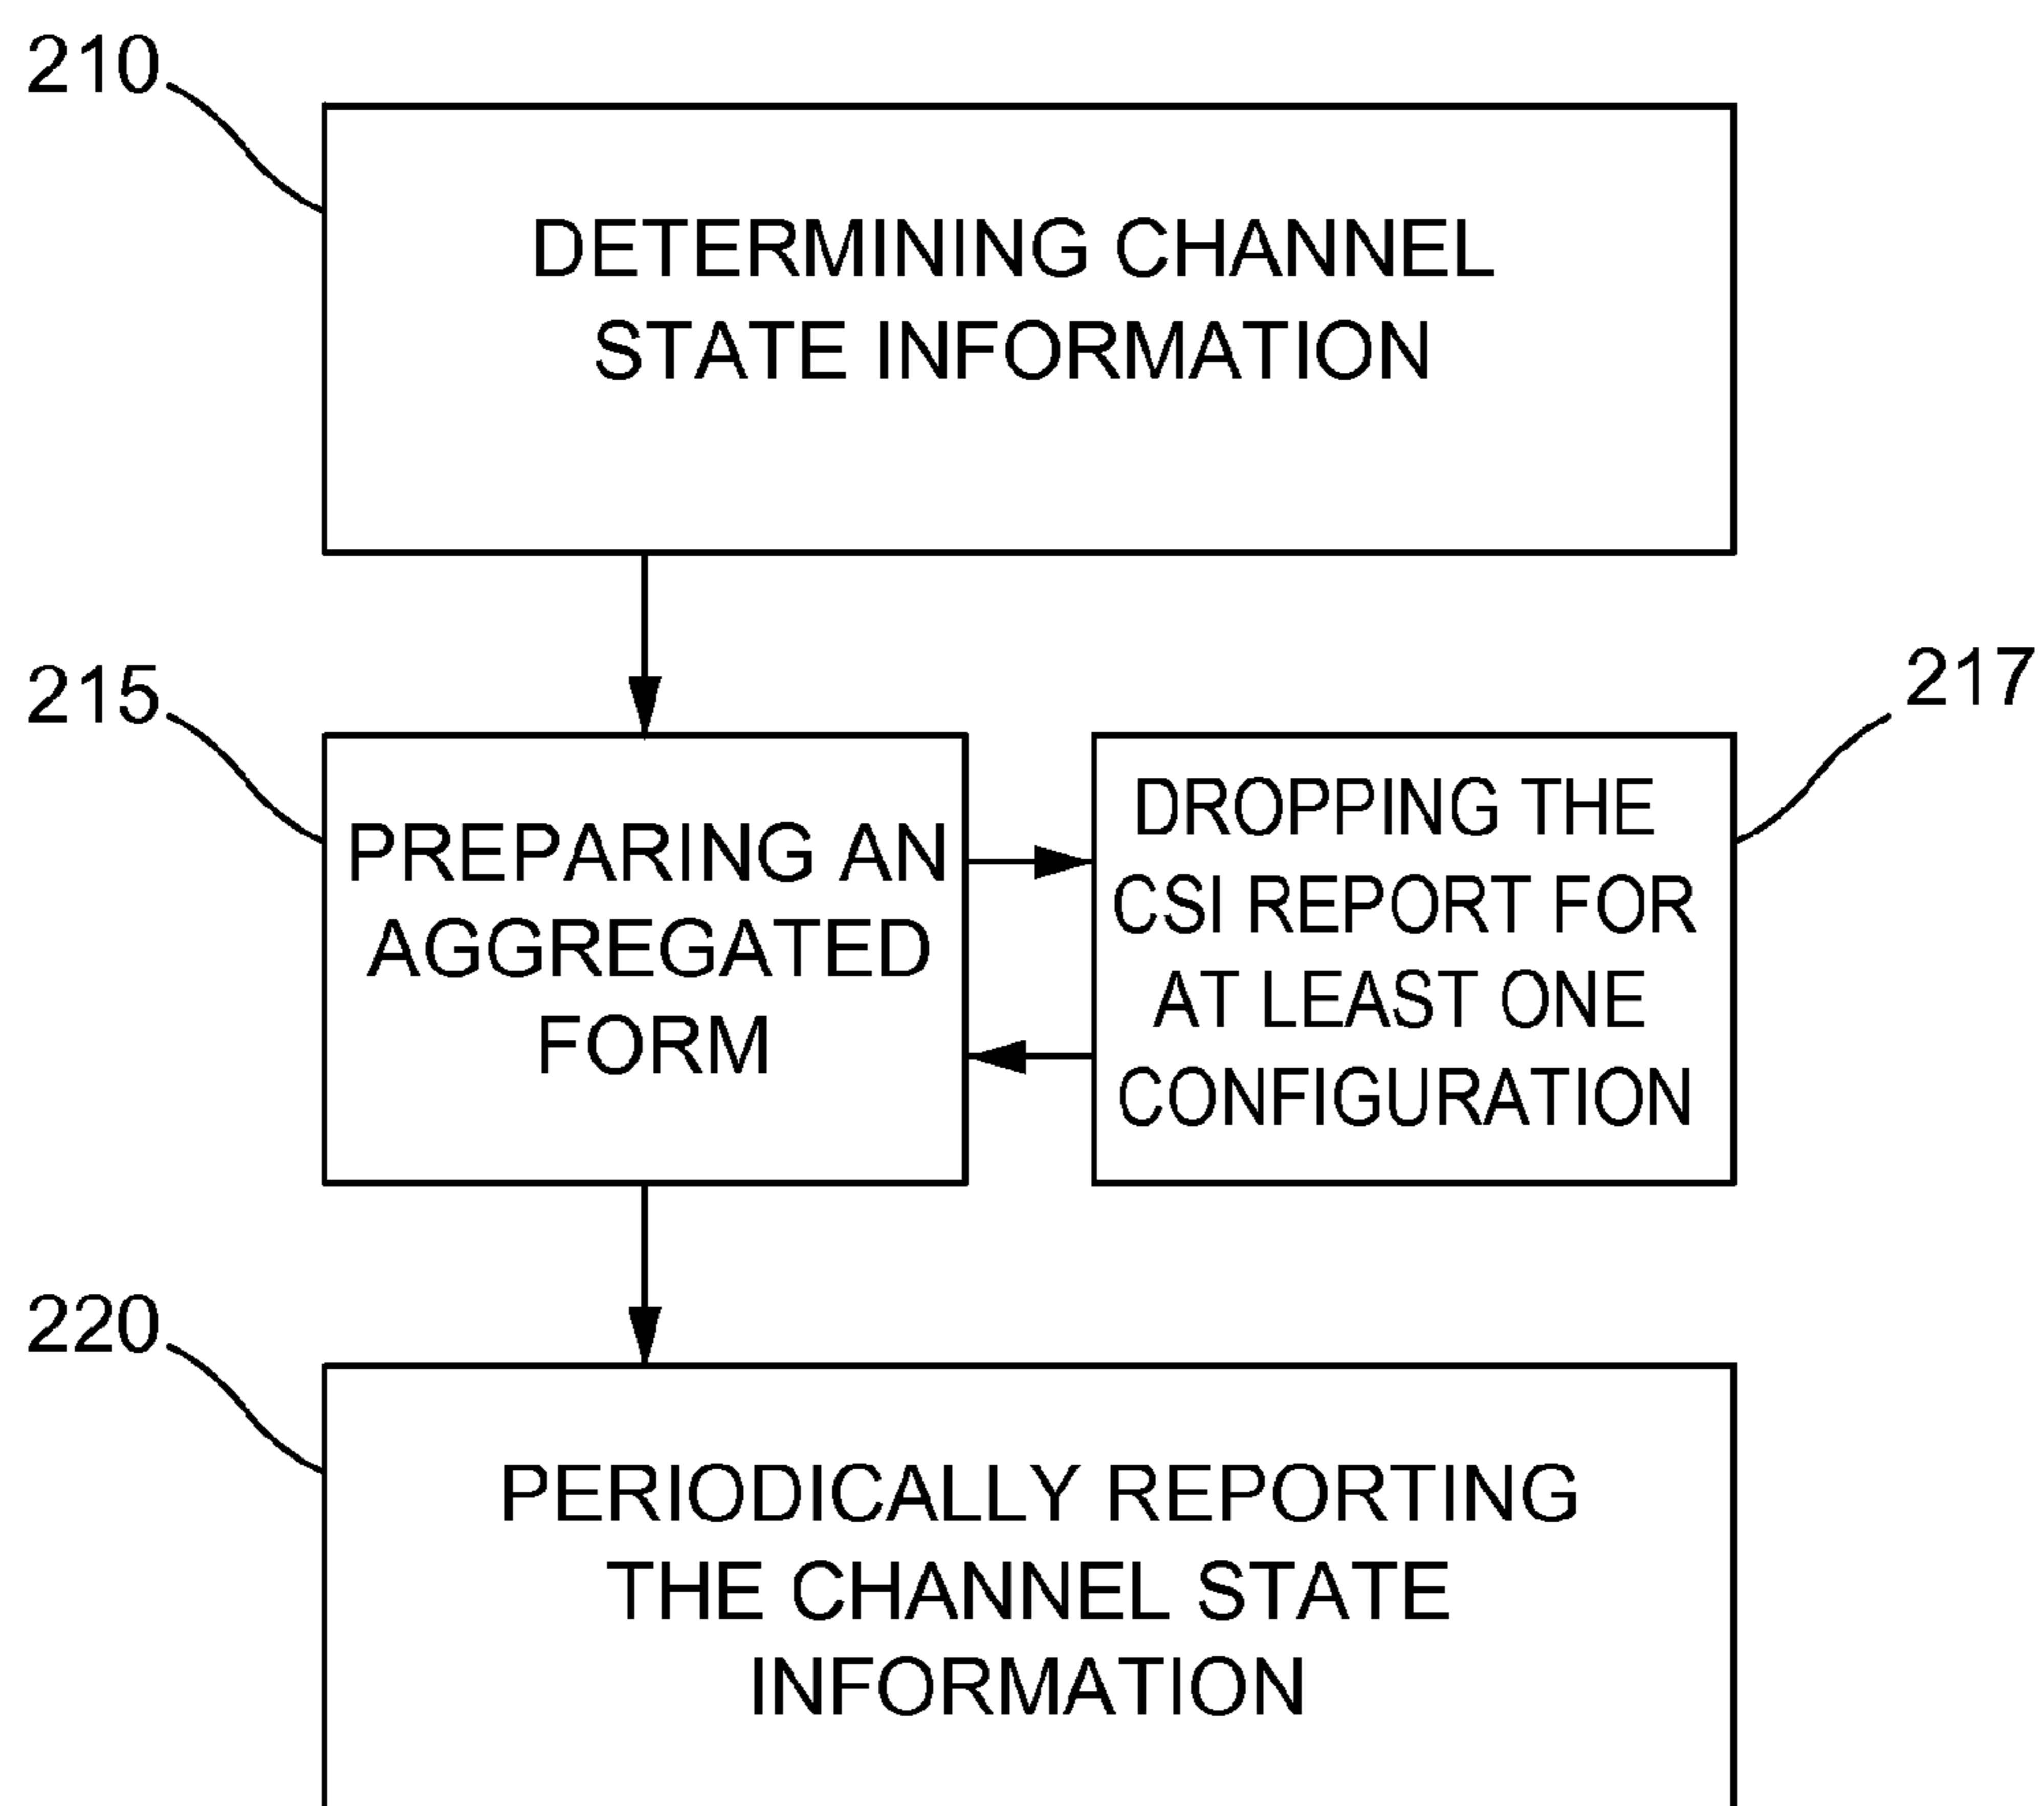 210
DETERMINING CHANNEL
STATE INFORMATION
215
PREPARING AN
AGGREGATED
FORM
217
DROPPING THE
CSI REPORT FOR
AT LEAST ONE
CONFIGURATION
220
PERIODICALLY REPORTING
THE CHANNEL STATE
INFORMATION